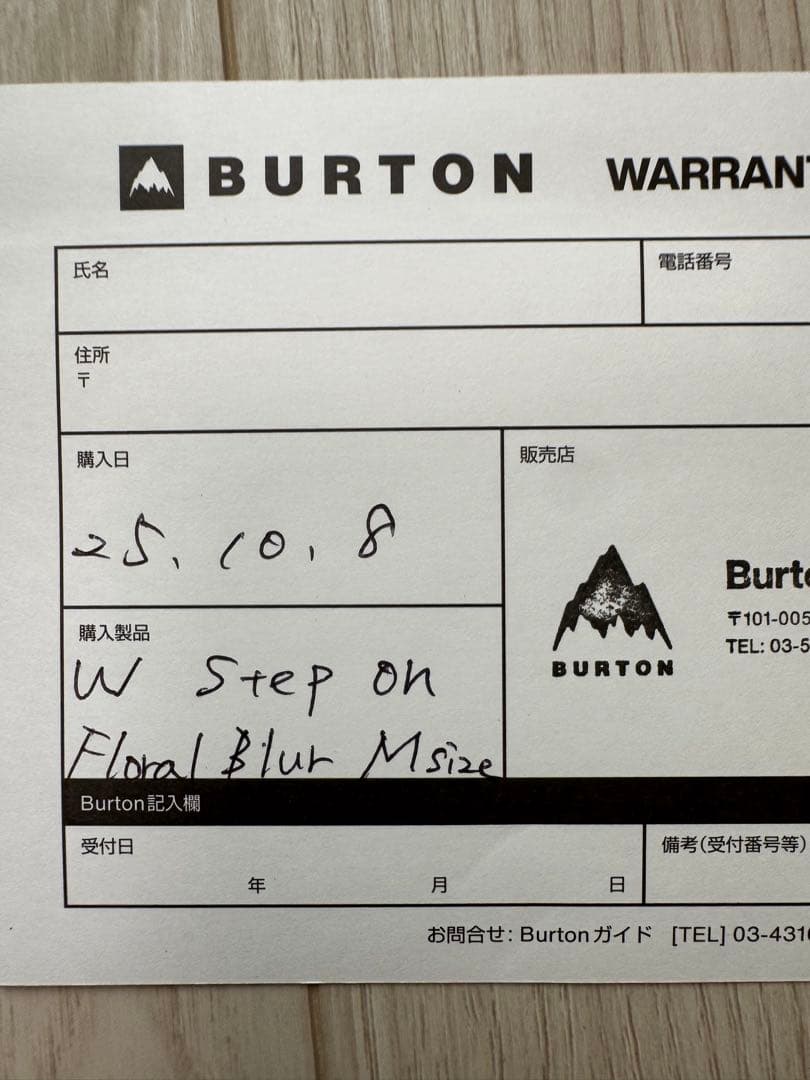 BURTON WARRANT
氏名 電話番号
住所
〒
購入日 販売店
25. 10. 8
Burto
〒101-005
TEL: 03-5
BURTON
購入製品
W Step on
Floral Blur M size
Burton記入欄
受付日 備考(受付番号等)
年 月 日
お問合せ: Burtonガイド [TEL] 03-4310